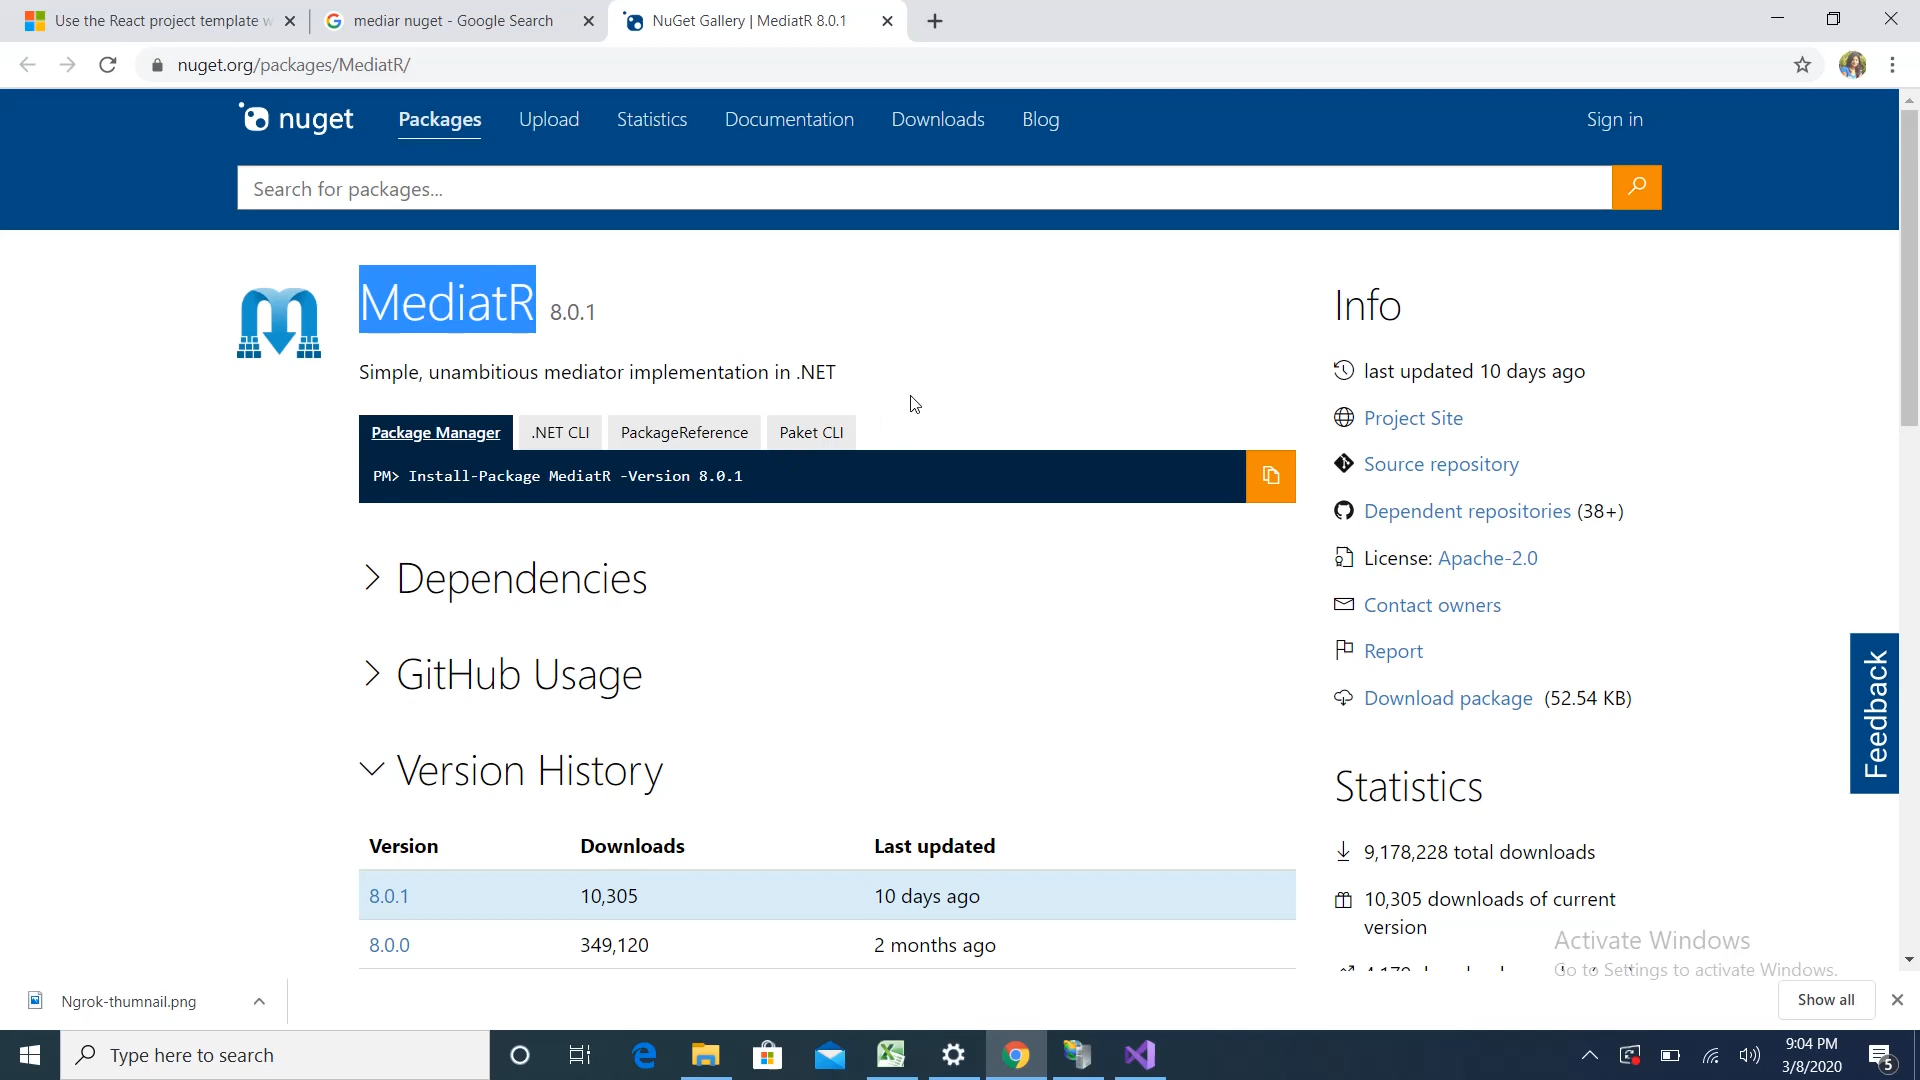 Use the React project template w
mediar nuget - Google Search
NuGet Gallery | MediatR 8.0.1
nuget.org/packages/MediatR/
nuget
Packages
Upload
Statistics
Documentation
Downloads
Blog
Sign in
Search for packages...
MediatR 8.0.1
Simple, unambitious mediator implementation in .NET
Package Manager
.NET CLI
PackageReference
Paket CLI
PM> Install-Package MediatR -Version 8.0.1
Dependencies
GitHub Usage
Version History
Version Downloads Last updated
8.0.1 10,305 10 days ago
8.0.0 349,120 2 months ago
Info
last updated 10 days ago
Project Site
Source repository
Dependent repositories (38+)
License: Apache-2.0
Contact owners
Report
Download package (52.54 KB)
Statistics
9,178,228 total downloads
10,305 downloads of current
version
Feedback
Activate Windows
Go to Settings to activate Windows.
Ngrok-thumnail.png
Show all
Type here to search
9:04 PM
3/8/2020
5